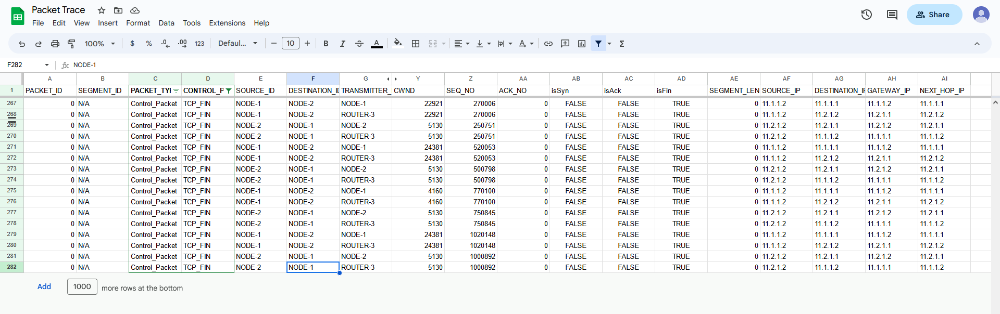 Packet Trace
File Edit View Insert Format Data Tools Extensions Help
Share
100% $ % .0 .00 123 Defaul... 10 B I A Σ
F282 fx NODE-1
A B C D E F G Y Z AA AB AC AD AE AF AG AH AI
1 PACKET_ID SEGMENT_ID PACKET_TYI CONTROL_P SOURCE_ID DESTINATION_ID TRANSMITTER_ CWND SEQ_NO ACK_NO isSyn isAck isFin SEGMENT_LEN SOURCE_IP DESTINATION_IF GATEWAY_IP NEXT_HOP_IP
267 0 N/A Control_Packet TCP_FIN NODE-1 NODE-2 NODE-1 22921 270006 0 FALSE FALSE TRUE 0 11.1.1.2 11.1.1.1 11.1.1.2 11.1.1.1
268 0 N/A Control_Packet TCP_FIN NODE-1 NODE-2 ROUTER-3 22921 270006 0 FALSE FALSE TRUE 0 11.1.1.2 11.2.1.2 11.2.1.1 11.2.1.2
269 0 N/A Control_Packet TCP_FIN NODE-2 NODE-1 NODE-2 5130 250751 0 FALSE FALSE TRUE 0 11.2.1.2 11.2.1.1 11.2.1.2 11.2.1.1
270 0 N/A Control_Packet TCP_FIN NODE-2 NODE-1 ROUTER-3 5130 250751 0 FALSE FALSE TRUE 0 11.2.1.2 11.1.1.2 11.1.1.1 11.1.1.2
271 0 N/A Control_Packet TCP_FIN NODE-1 NODE-2 NODE-1 24381 520053 0 FALSE FALSE TRUE 0 11.1.1.2 11.1.1.1 11.1.1.2 11.1.1.1
272 0 N/A Control_Packet TCP_FIN NODE-1 NODE-2 ROUTER-3 24381 520053 0 FALSE FALSE TRUE 0 11.1.1.2 11.2.1.2 11.2.1.1 11.2.1.2
273 0 N/A Control_Packet TCP_FIN NODE-2 NODE-1 NODE-2 5130 500798 0 FALSE FALSE TRUE 0 11.2.1.2 11.2.1.1 11.2.1.2 11.2.1.1
274 0 N/A Control_Packet TCP_FIN NODE-2 NODE-1 ROUTER-3 5130 500798 0 FALSE FALSE TRUE 0 11.2.1.2 11.1.1.2 11.1.1.1 11.1.1.2
275 0 N/A Control_Packet TCP_FIN NODE-1 NODE-2 NODE-1 4160 770100 0 FALSE FALSE TRUE 0 11.1.1.2 11.1.1.1 11.1.1.2 11.1.1.1
276 0 N/A Control_Packet TCP_FIN NODE-1 NODE-2 ROUTER-3 4160 770100 0 FALSE FALSE TRUE 0 11.1.1.2 11.2.1.2 11.2.1.1 11.2.1.2
277 0 N/A Control_Packet TCP_FIN NODE-2 NODE-1 NODE-2 5130 750845 0 FALSE FALSE TRUE 0 11.2.1.2 11.2.1.1 11.2.1.2 11.2.1.1
278 0 N/A Control_Packet TCP_FIN NODE-2 NODE-1 ROUTER-3 5130 750845 0 FALSE FALSE TRUE 0 11.2.1.2 11.1.1.2 11.1.1.1 11.1.1.2
279 0 N/A Control_Packet TCP_FIN NODE-1 NODE-2 NODE-1 24381 1020148 0 FALSE FALSE TRUE 0 11.1.1.2 11.1.1.1 11.1.1.2 11.1.1.1
280 0 N/A Control_Packet TCP_FIN NODE-1 NODE-2 ROUTER-3 24381 1020148 0 FALSE FALSE TRUE 0 11.1.1.2 11.2.1.2 11.2.1.1 11.2.1.2
281 0 N/A Control_Packet TCP_FIN NODE-2 NODE-1 NODE-2 5130 1000892 0 FALSE FALSE TRUE 0 11.2.1.2 11.2.1.1 11.2.1.2 11.2.1.1
282 0 N/A Control_Packet TCP_FIN NODE-2 NODE-1 ROUTER-3 5130 1000892 0 FALSE FALSE TRUE 0 11.2.1.2 11.1.1.2 11.1.1.1 11.1.1.2
Add 1000 more rows at the bottom